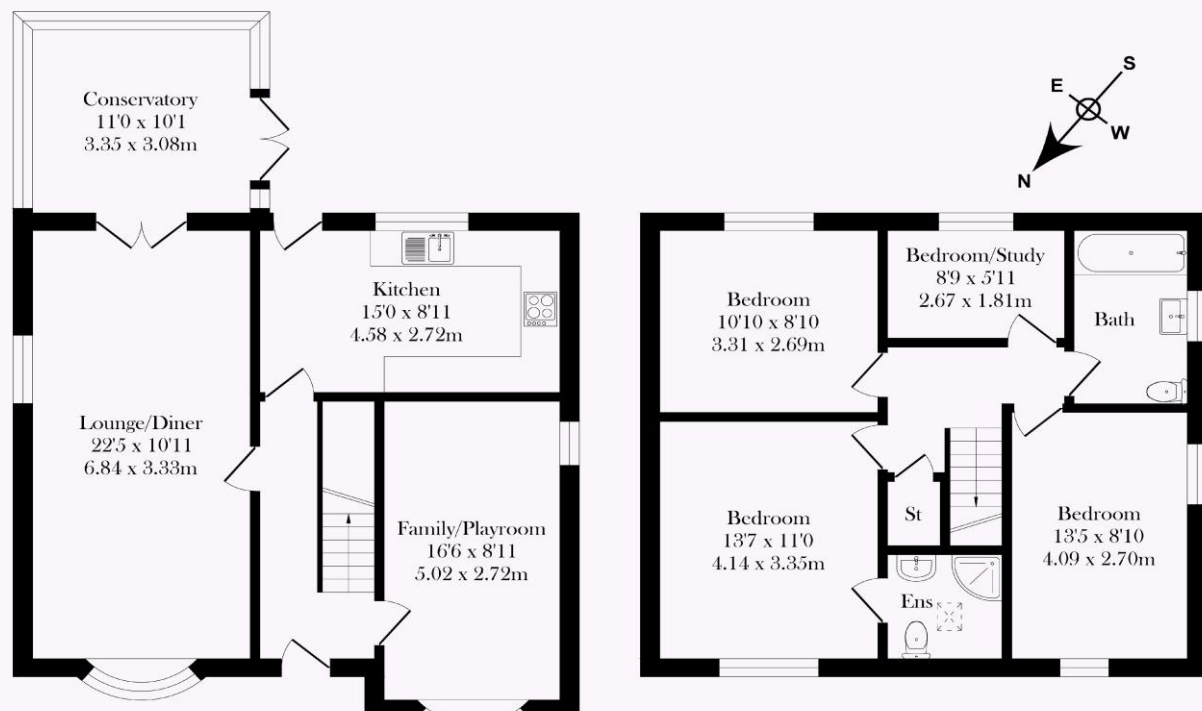 Conservatory
11'0 x 10'1
3.35 x 3.08m
Kitchen
15'0 x 8'11
4.58 x 2.72m
Lounge/Diner
22'5 x 10'11
6.84 x 3.33m
Family/Playroom
16'6 x 8'11
5.02 x 2.72m
S
E
W
N
Bedroom/Study
8'9 x 5'11
2.67 x 1.81m
Bedroom
10'10 x 8'10
3.31 x 2.69m
Bath
Bedroom
13'7 x 11'0
4.14 x 3.35m
St
Bedroom
13'5 x 8'10
4.09 x 2.70m
Ens